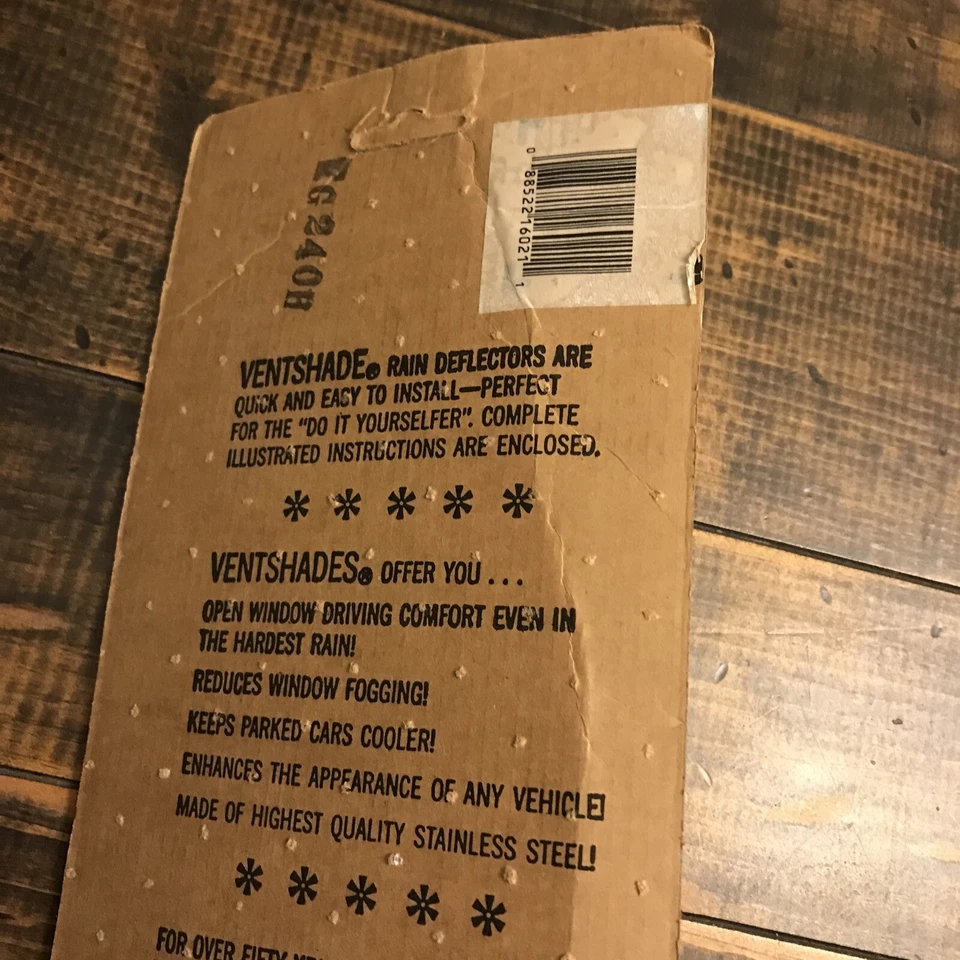 0 88522 16021 1
G240H
VENTSHADE® RAIN DEFLECTORS ARE
QUICK AND EASY TO INSTALL—PERFECT
FOR THE "DO IT YOURSELFER". COMPLETE
ILLUSTRATED INSTRUCTIONS ARE ENCLOSED.
* * * * *
VENTSHADES® OFFER YOU . . .
OPEN WINDOW DRIVING COMFORT EVEN IN
THE HARDEST RAIN!
REDUCES WINDOW FOGGING!
KEEPS PARKED CARS COOLER!
ENHANCES THE APPEARANCE OF ANY VEHICLE!
MADE OF HIGHEST QUALITY STAINLESS STEEL!
* * * * *
FOR OVER FIFTY